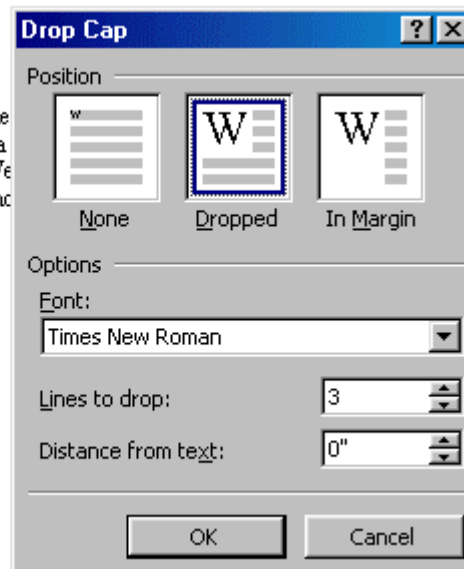 Drop Cap
Position
W W W
None Dropped In Margin
Options
Font:
Times New Roman
Lines to drop: 3
Distance from text: 0"
OK Cancel